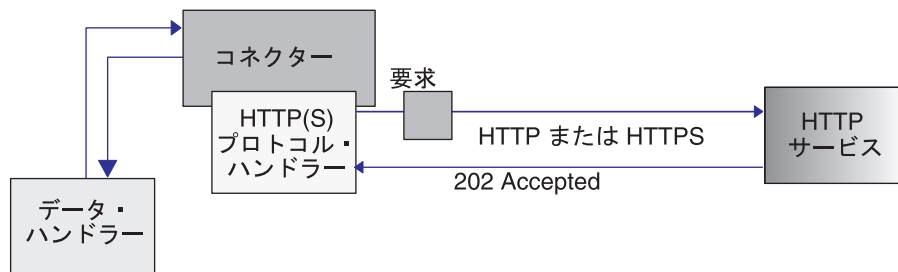 コネクター
要求
HTTP(S)
プロトコル・
ハンドラー
HTTP または HTTPS
202 Accepted
HTTP
サービス
データ・
ハンドラー